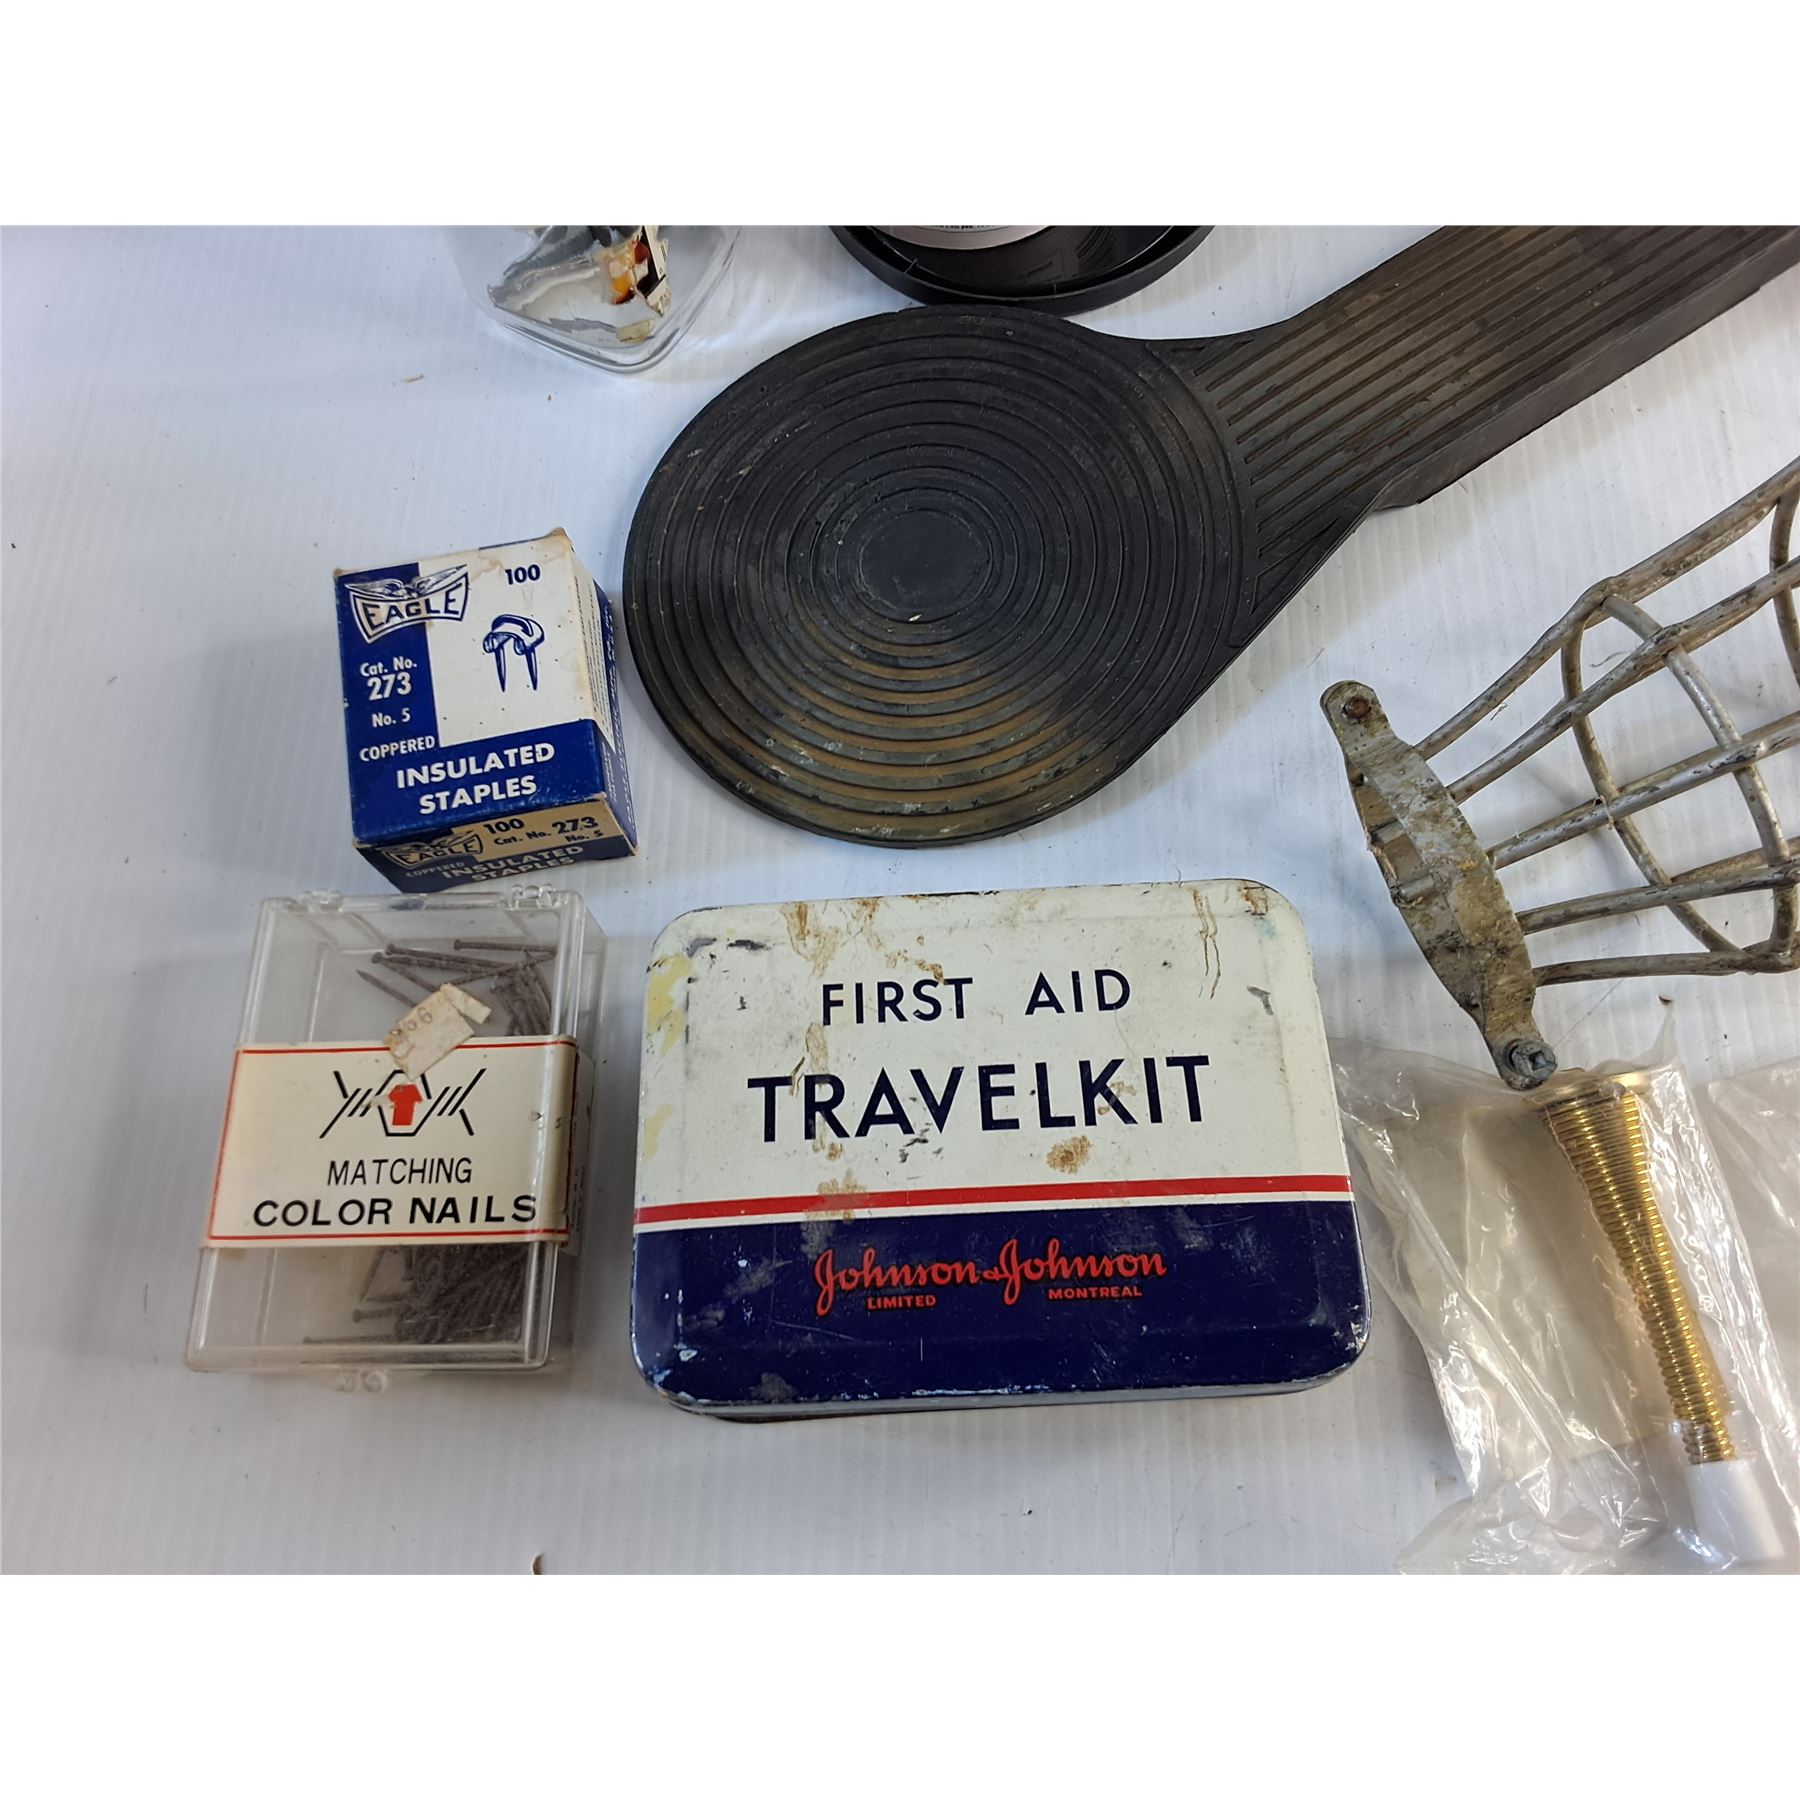 EAGLE
100
Cat. No.
273
No. 5
COPPERED
INSULATED
STAPLES
EAGLE
100
Cat. No. 273
No. 5
COPPERED
INSULATED
STAPLES
MATCHING
COLOR NAILS
FIRST AID
TRAVELKIT
Johnson & Johnson
LIMITED MONTREAL